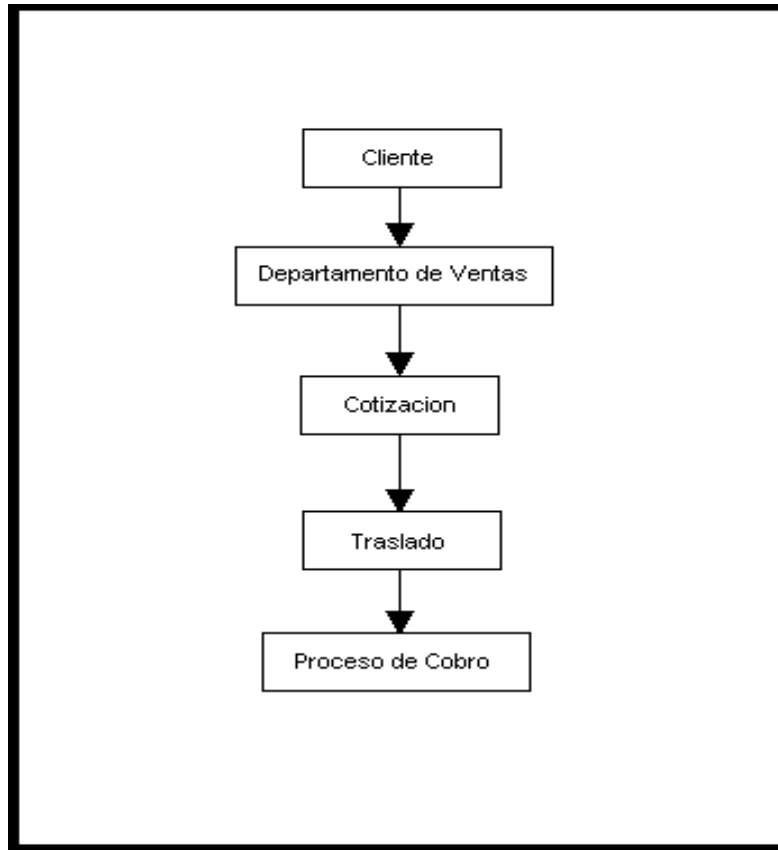 Cliente
Departamento de Ventas
Cotizacion
Traslado
Proceso de Cobro